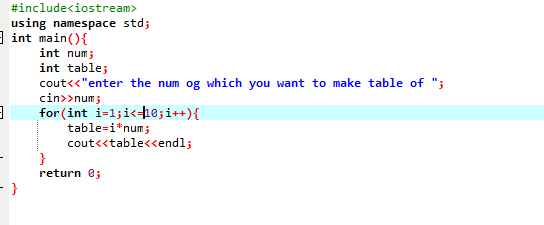 #include<iostream>
using namespace std;
int main(){
    int num;
    int table;
    cout<<"enter the num og which you want to make table of ";
    cin>>num;
    for(int i=1;i<=10;i++){
        table=i*num;
        cout<<table<<endl;
    }
    return 0;
}